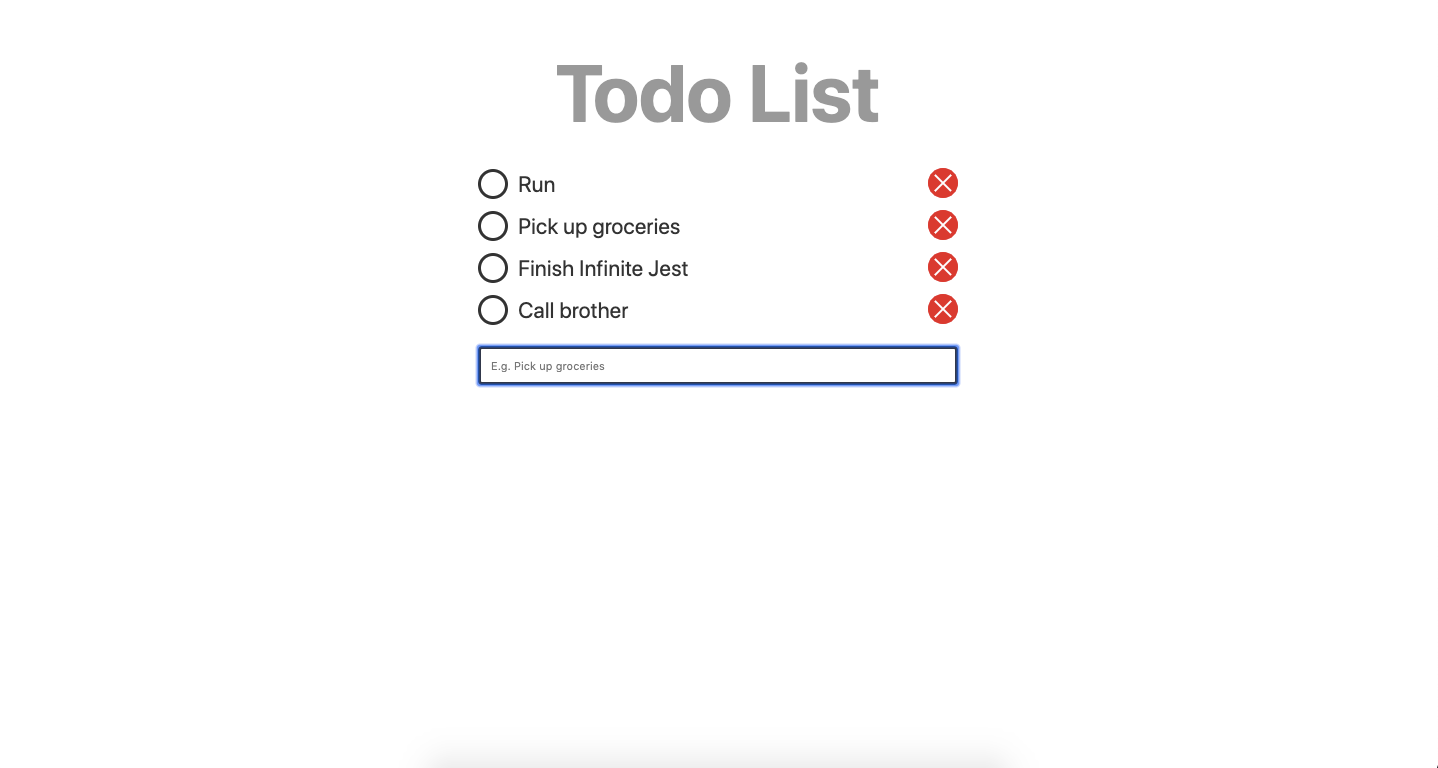 Todo List
Run
Pick up groceries
Finish Infinite Jest
Call brother
E.g. Pick up groceries